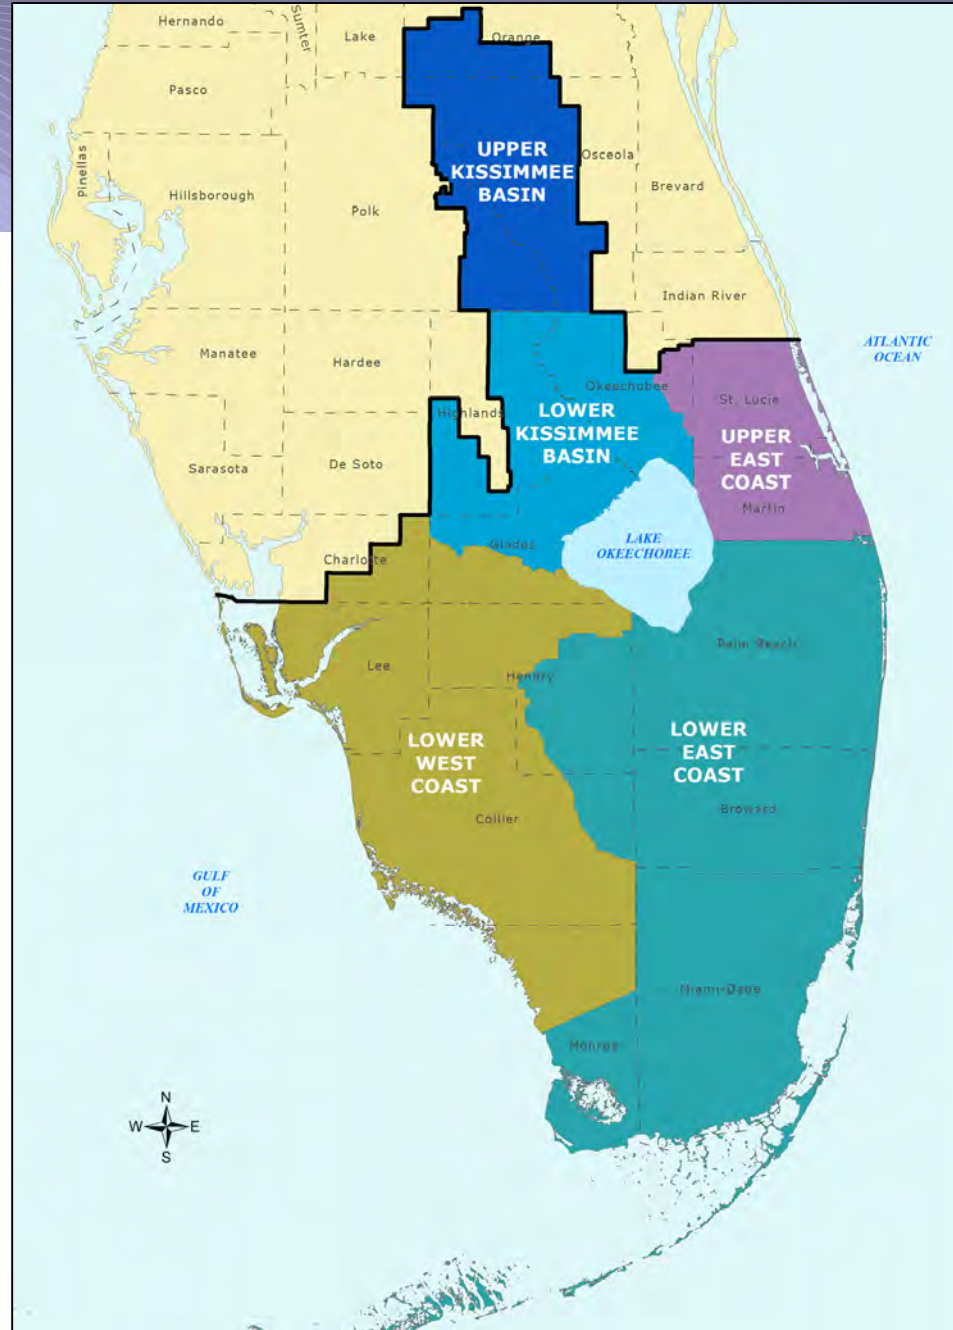 Hernando
Sumter
Lake
Orange
Pasco
Pinellas
Hillsborough
Polk
UPPER
KISSIMMEE
BASIN
Osceola
Brevard
Indian River
ATLANTIC
OCEAN
Manatee
Hardee
Okeechobee
St. Lucie
Highlands
LOWER
KISSIMMEE
BASIN
UPPER
EAST
COAST
Sarasota
De Soto
Martin
Glades
LAKE
OKEECHOBEE
Charlotte
Palm Beach
Lee
Hendry
LOWER
WEST
COAST
LOWER
EAST
COAST
Collier
Broward
GULF
OF
MEXICO
Miami-Dade
Monroe
N
W E
S